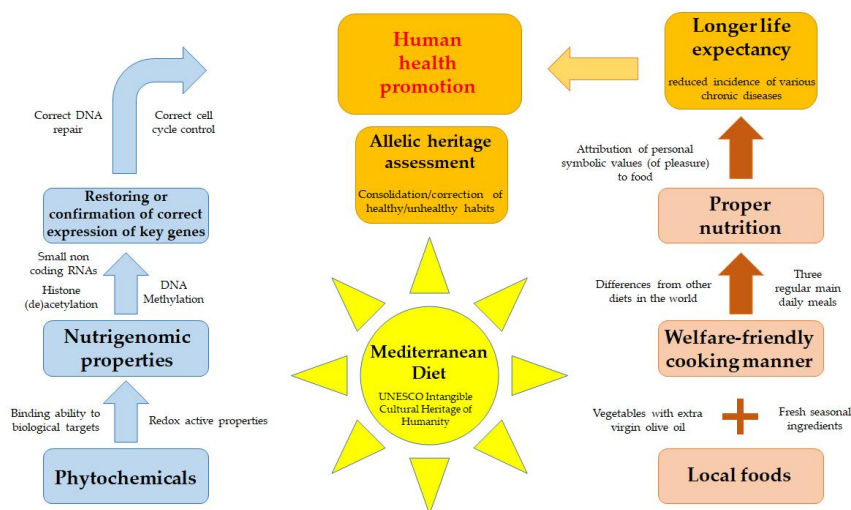 Human
health
promotion
Longer life
expectancy
reduced incidence of various
chronic diseases
Correct DNA
repair
Correct cell
cycle control
Allelic heritage
assessment
Consolidation/correction of
healthy/unhealthy habits
Attribution of personal
symbolic values (of pleasure)
to food
Restoring or
confirmation of correct
expression of key genes
Proper
nutrition
Small non
coding RNAs
Histone
(de)acetylation
DNA
Methylation
Differences from other
diets in the world
Three
regular main
daily meals
Nutrigenomic
properties
Mediterranean
Diet
UNESCO Intangible
Cultural Heritage of
Humanity
Welfare-friendly
cooking manner
Binding ability to
biological targets
Redox active properties
Vegetables with extra
virgin olive oil
Fresh seasonal
ingredients
Phytochemicals
Local foods